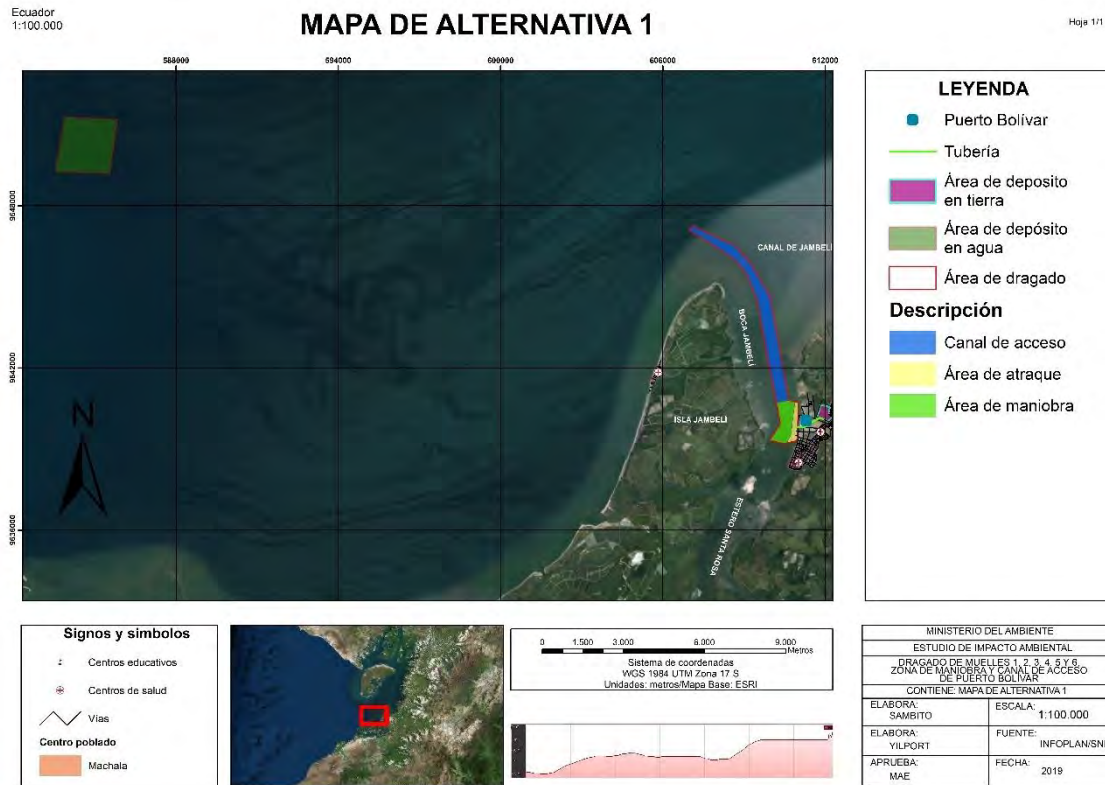 Ecuador
1:100.000
MAPA DE ALTERNATIVA 1
Hoja 1/1
588000
594000
600000
606000
612000
9648000
9642000
9636000
CANAL DE JAMBELÍ
BOCA JAMBELÍ
ISLA JAMBELÍ
ESTERO SANTA ROSA
N
LEYENDA
Puerto Bolívar
Tubería
Área de deposito
en tierra
Área de depósito
en agua
Área de dragado
Descripción
Canal de acceso
Área de atraque
Área de maniobra
Signos y simbolos
Centros educativos
Centros de salud
Vias
Centro poblado
Machala
0 1.500 3.000 6.000 9.000
Metros
Sistema de coordenadas
WGS 1984 UTM Zona 17 S
Unidades: metros/Mapa Base: ESRI
MINISTERIO DEL AMBIENTE
ESTUDIO DE IMPACTO AMBIENTAL
DRAGADO DE MUELLES 1, 2, 3, 4, 5 Y 6,
ZONA DE MANIOBRA Y CANAL DE ACCESO
DE PUERTO BOLÍVAR
CONTIENE: MAPA DE ALTERNATIVA 1
ELABORA:
SAMBITO
ESCALA:
1:100.000
ELABORA:
YILPORT
FUENTE:
INFOPLAN/SNI
APRUEBA:
MAE
FECHA:
2019